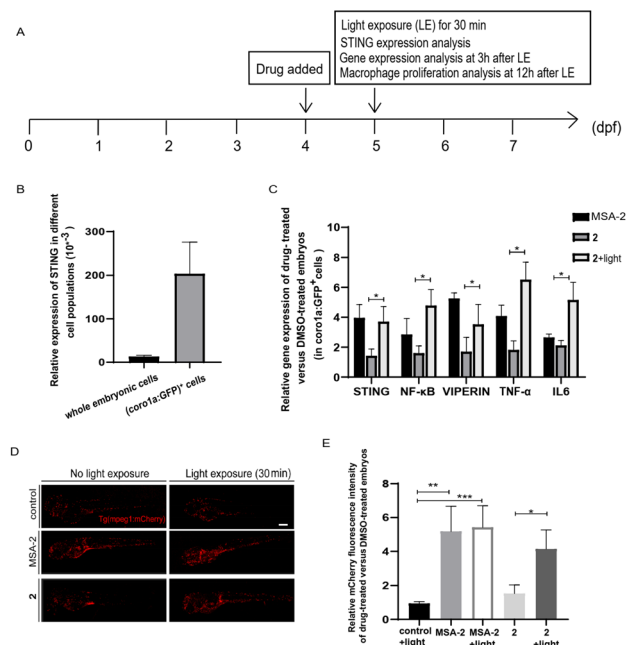 A
Drug added
Light exposure (LE) for 30 min
STING expression analysis
Gene expression analysis at 3h after LE
Macrophage proliferation analysis at 12h after LE
0 1 2 3 4 5 6 7 (dpf)
B
Relative expression of STING in different
cell populations (10^-3)
300
200
100
0
whole embryonic cells
(coro1a:GFP)⁺ cells
C
Relative gene expression of drug- treated
versus DMSO-treated embryos
(in coro1a:GFP⁺cells)
10
8
6
4
2
0
* * * * *
STING NF-κB VIPERIN TNF-α IL6
MSA-2
2
2+light
D
No light exposure
Light exposure (30min)
control
Tg(mpeg1:mCherry)
MSA-2
2
E
Relative mCherry fluorescence intensity
of drug-treated versus DMSO-treated embryos
8
6
4
2
0
**
***
*
control
+light
MSA-2
MSA-2
+light
2
2
+light